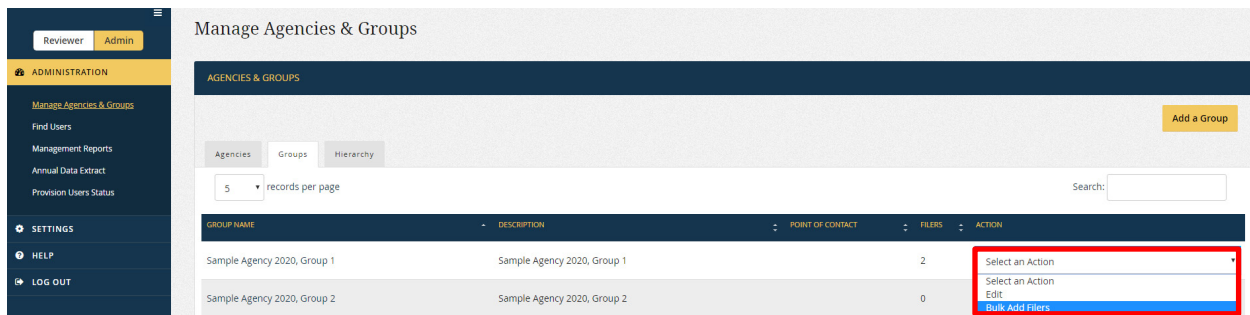 Reviewer Admin
ADMINISTRATION
Manage Agencies & Groups
Find Users
Management Reports
Annual Data Extract
Provision Users Status
SETTINGS
HELP
LOG OUT
Manage Agencies & Groups
AGENCIES & GROUPS
Add a Group
Agencies Groups Hierarchy
5 records per page Search:
GROUP NAME DESCRIPTION POINT OF CONTACT FILERS ACTION
Sample Agency 2020, Group 1 Sample Agency 2020, Group 1 2 Select an Action
Select an Action
Edit
Sample Agency 2020, Group 2 Sample Agency 2020, Group 2 0
Bulk Add Filers